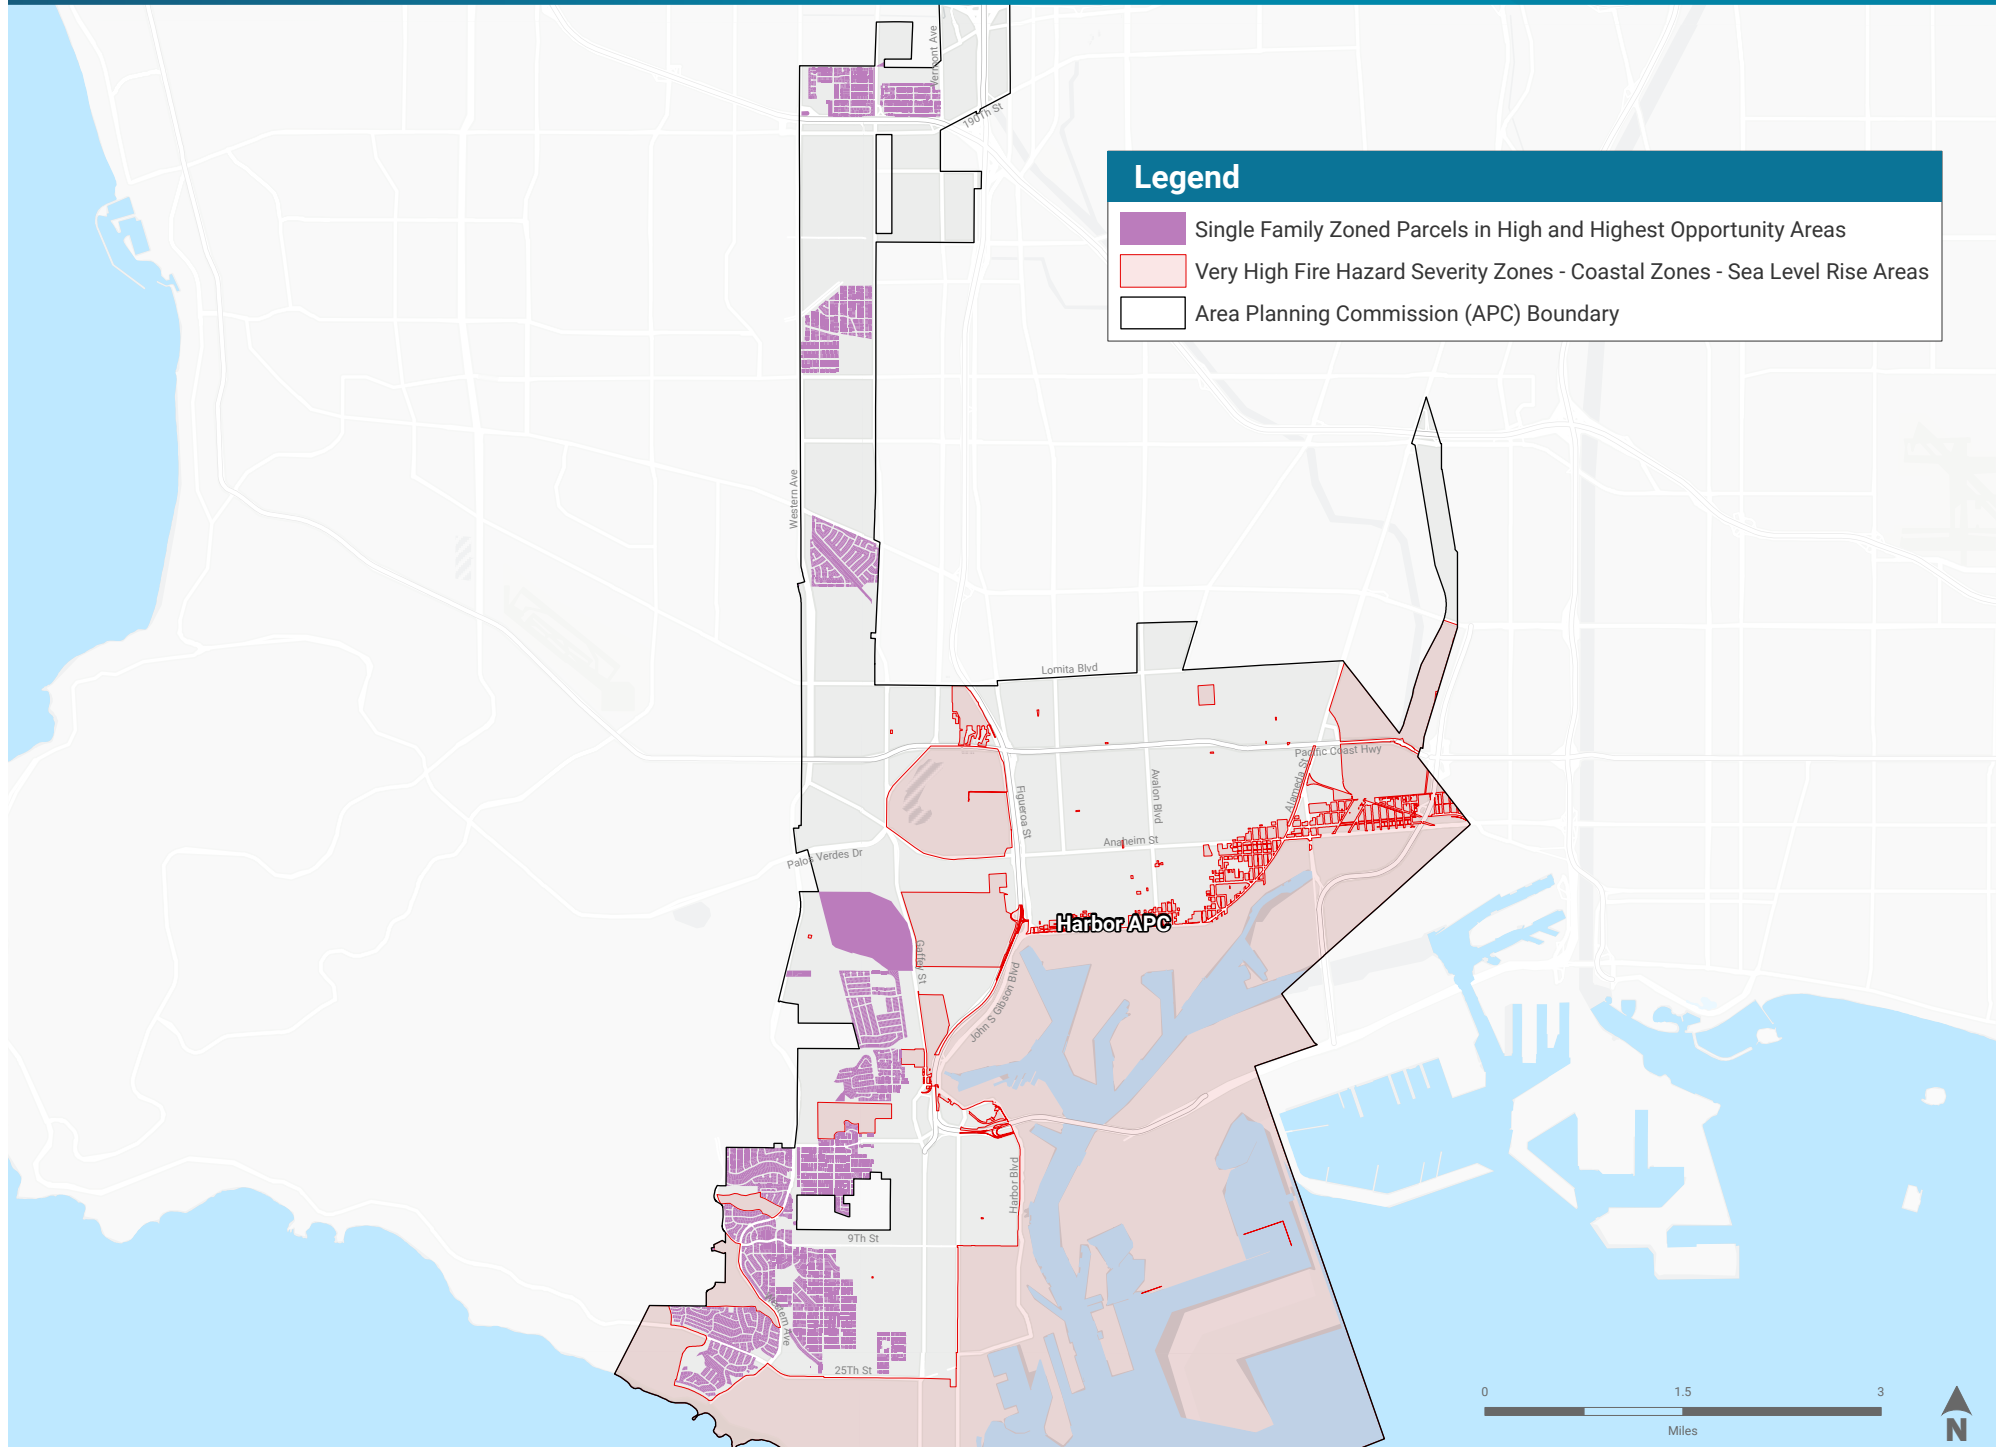 Vermont Ave
190Th St
Legend
Single Family Zoned Parcels in High and Highest Opportunity Areas
Very High Fire Hazard Severity Zones - Coastal Zones - Sea Level Rise Areas
Area Planning Commission (APC) Boundary
Western Ave
Lomita Blvd
Pacific Coast Hwy
Alameda St
Avalon Blvd
Figueroa St
Anaheim St
Palos Verdes Dr
Harbor APC
Gaffey St
John S Gibson Blvd
Harbor Blvd
9Th St
Western Ave
25Th St
0 1.5 3
Miles
N